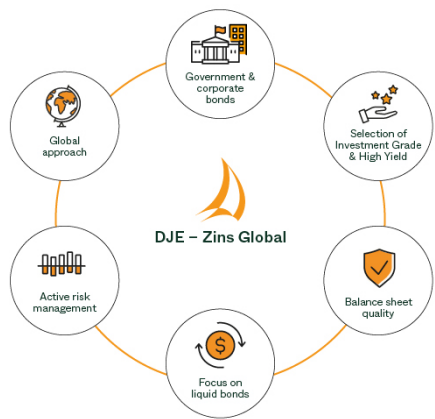 Government &
corporate
bonds
Selection of
Investment Grade
& High Yield
Balance sheet
quality
$
Focus on
liquid bonds
Active risk
management
Global
approach
DJE – Zins Global